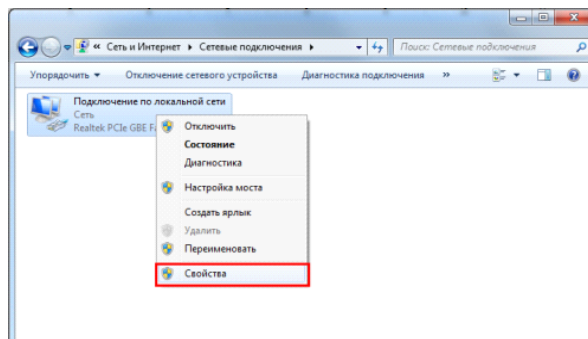 « Сеть и Интернет ▸ Сетевые подключения ▸
Поиск: Сетевые подключения
Упорядочить ▾ Отключение сетевого устройства Диагностика подключения »
Подключение по локальной сети
Сеть
Realtek PCIe GBE
Отключить
Состояние
Диагностика
Настройка моста
Создать ярлык
Удалить
Переименовать
Свойства